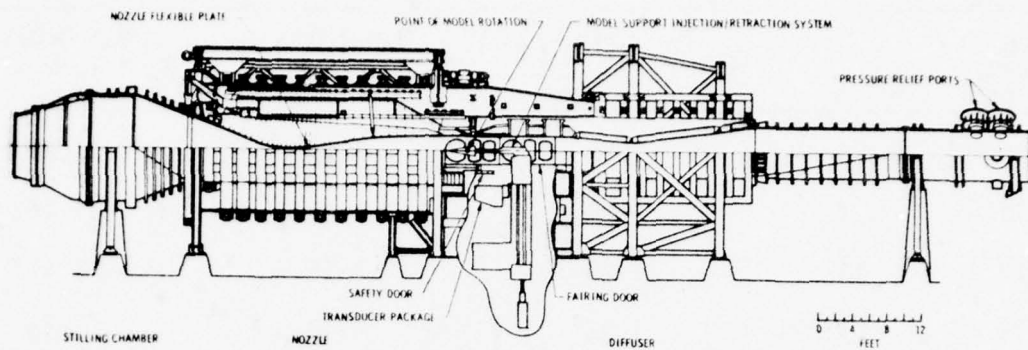 NOZZLE FLEXIBLE PLATE
POINT OF MODEL ROTATION
MODEL SUPPORT INJECTION/RETRACTION SYSTEM
PRESSURE RELIEF PORTS
SAFETY DOOR
TRANSDUCER PACKAGE
FAIRING DOOR
STILLING CHAMBER
NOZZLE
DIFFUSER
0 4 8 12
FEET